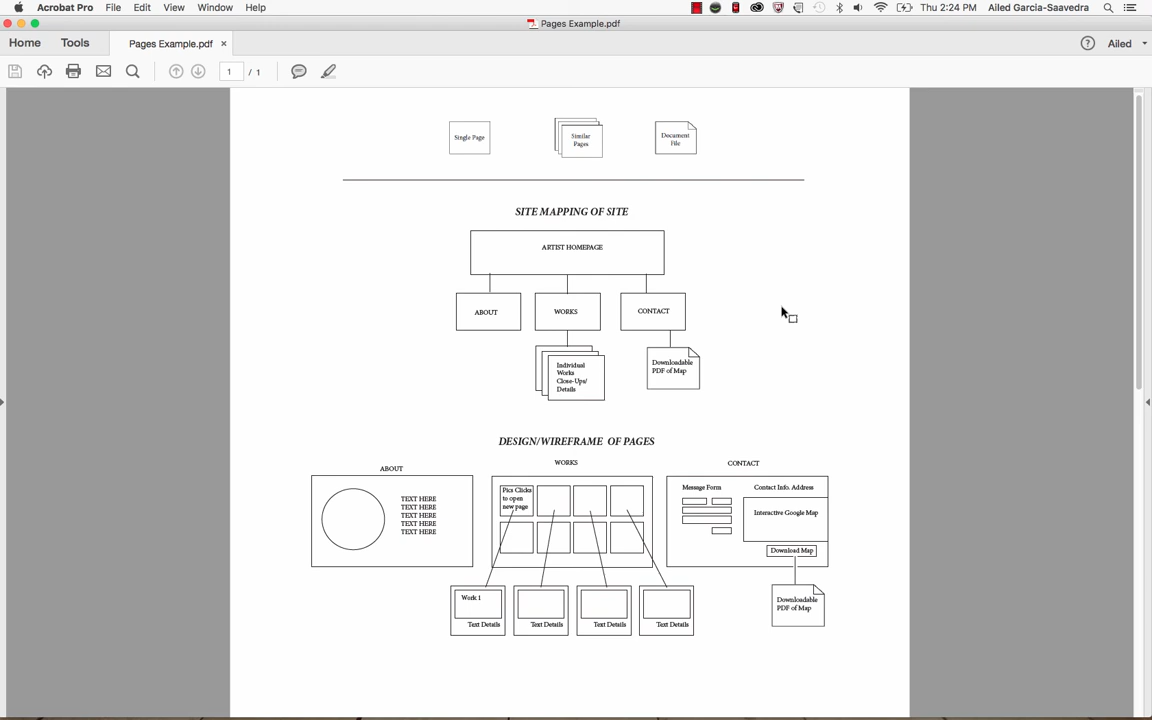 Acrobat Pro File Edit View Window Help Thu 2:24 PM Ailed Garcia-Saavedra
Pages Example.pdf
Home Tools Pages Example.pdf × ? Ailed
1 / 1
Single Page
Similar
Pages
Document
File
SITE MAPPING OF SITE
ARTIST HOMEPAGE
ABOUT
WORKS
CONTACT
Individual
Works
Close-Ups/
Details
Downloadable
PDF of Map
DESIGN/WIREFRAME OF PAGES
ABOUT
TEXT HERE
TEXT HERE
TEXT HERE
TEXT HERE
TEXT HERE
WORKS
Pics Clicks
to open
new page
Work 1
Text Details
Text Details
Text Details
Text Details
CONTACT
Message Form
Contact Info. Address
Interactive Google Map
Download Map
Downloadable
PDF of Map